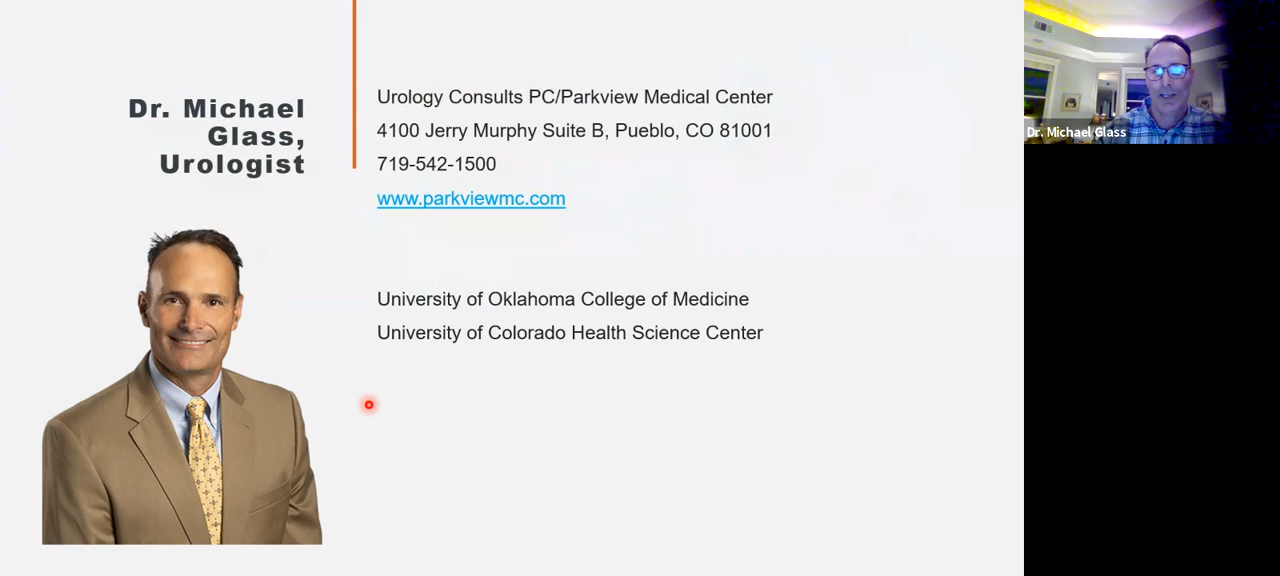 Dr. Michael
Glass,
Urologist
Urology Consults PC/Parkview Medical Center
4100 Jerry Murphy Suite B, Pueblo, CO 81001
719-542-1500
www.parkviewmc.com
University of Oklahoma College of Medicine
University of Colorado Health Science Center
Dr. Michael Glass